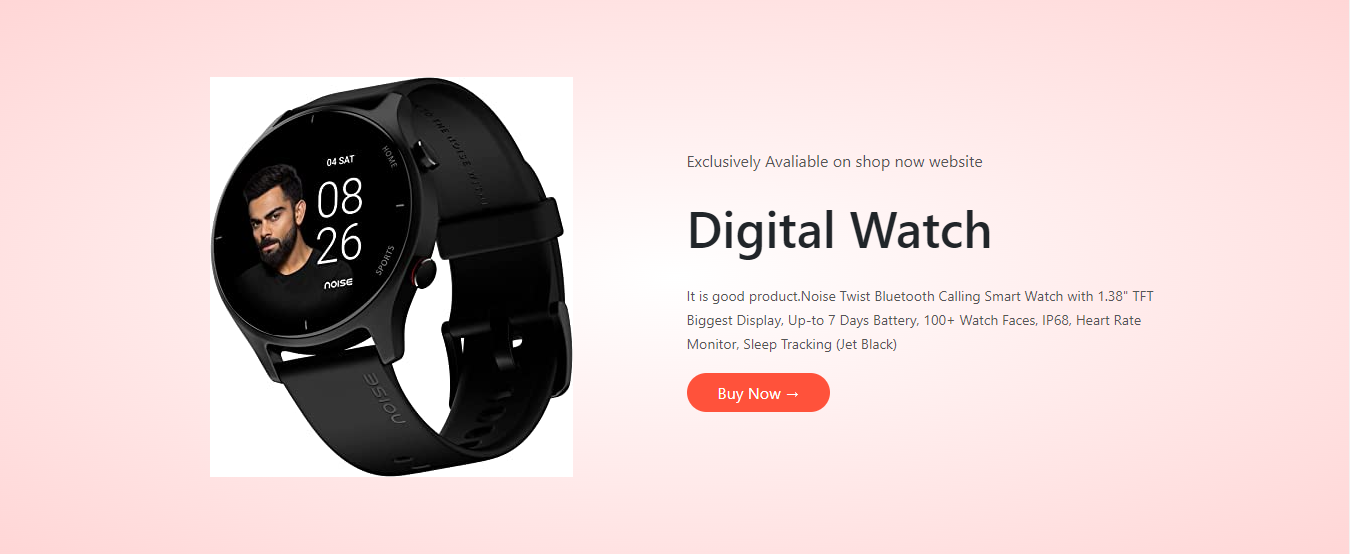 04 SAT
08
26
HOME
SPORTS
noise
noise
Exclusively Avaliable on shop now website
Digital Watch
It is good product.Noise Twist Bluetooth Calling Smart Watch with 1.38" TFT
Biggest Display, Up-to 7 Days Battery, 100+ Watch Faces, IP68, Heart Rate
Monitor, Sleep Tracking (Jet Black)
Buy Now →